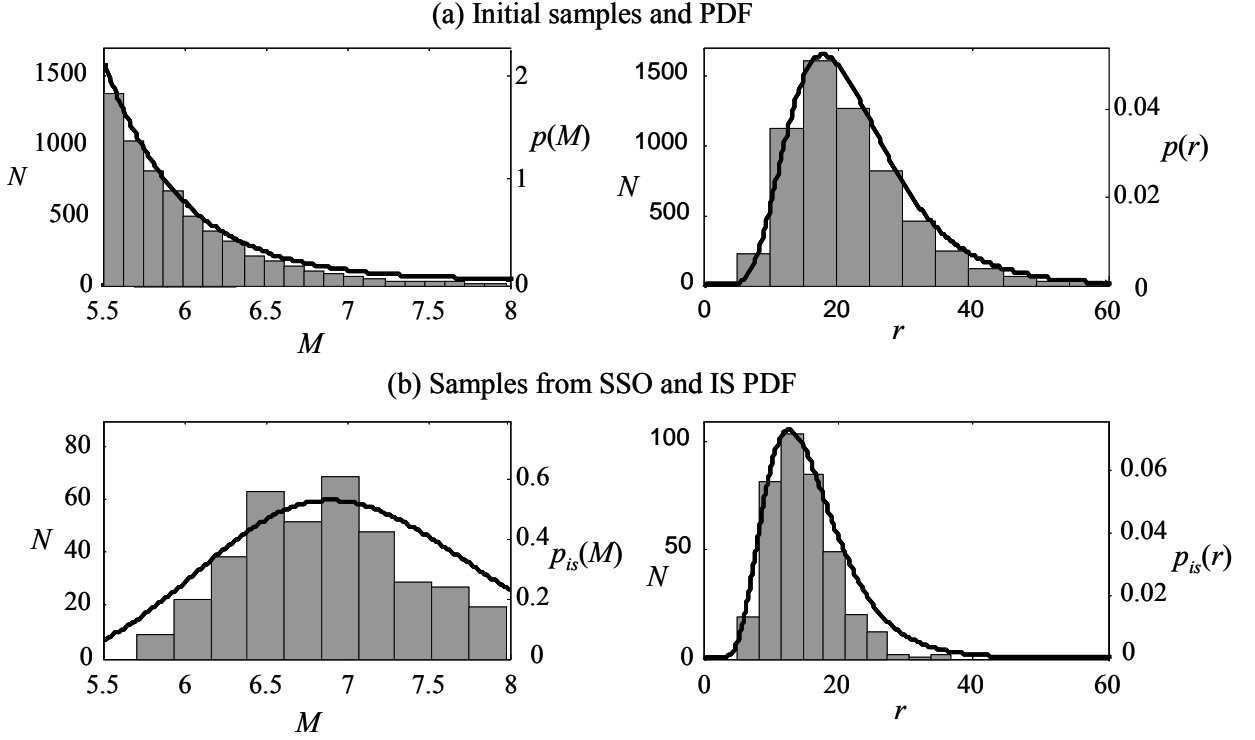 (a) Initial samples and PDF
1500
1000
500
0
N
2
1
0
p(M)
5.5 6 6.5 7 7.5 8
M
1500
1000
500
0
N
0.04
0.02
0
p(r)
0 20 40 60
r
(b) Samples from SSO and IS PDF
80
60
40
20
0
N
0.6
0.4
0.2
0
p_is(M)
5.5 6 6.5 7 7.5 8
M
100
50
0
N
0.06
0.04
0.02
0
p_is(r)
0 20 40 60
r